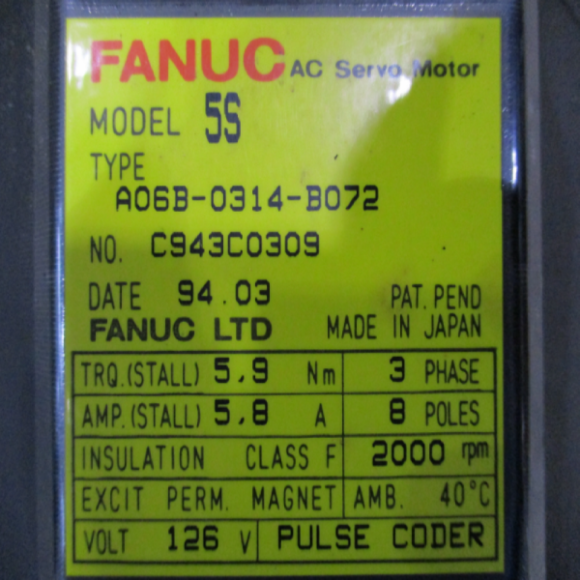 FANUC AC Servo Motor
MODEL 5S
TYPE
A06B-0314-B072
NO. C943C0309
DATE 94.03 PAT. PEND
FANUC LTD MADE IN JAPAN
TRQ.(STALL) 5.9 Nm 3 PHASE
AMP.(STALL) 5.8 A 8 POLES
INSULATION CLASS F 2000 rpm
EXCIT PERM. MAGNET AMB. 40°C
VOLT 126 V PULSE CODER